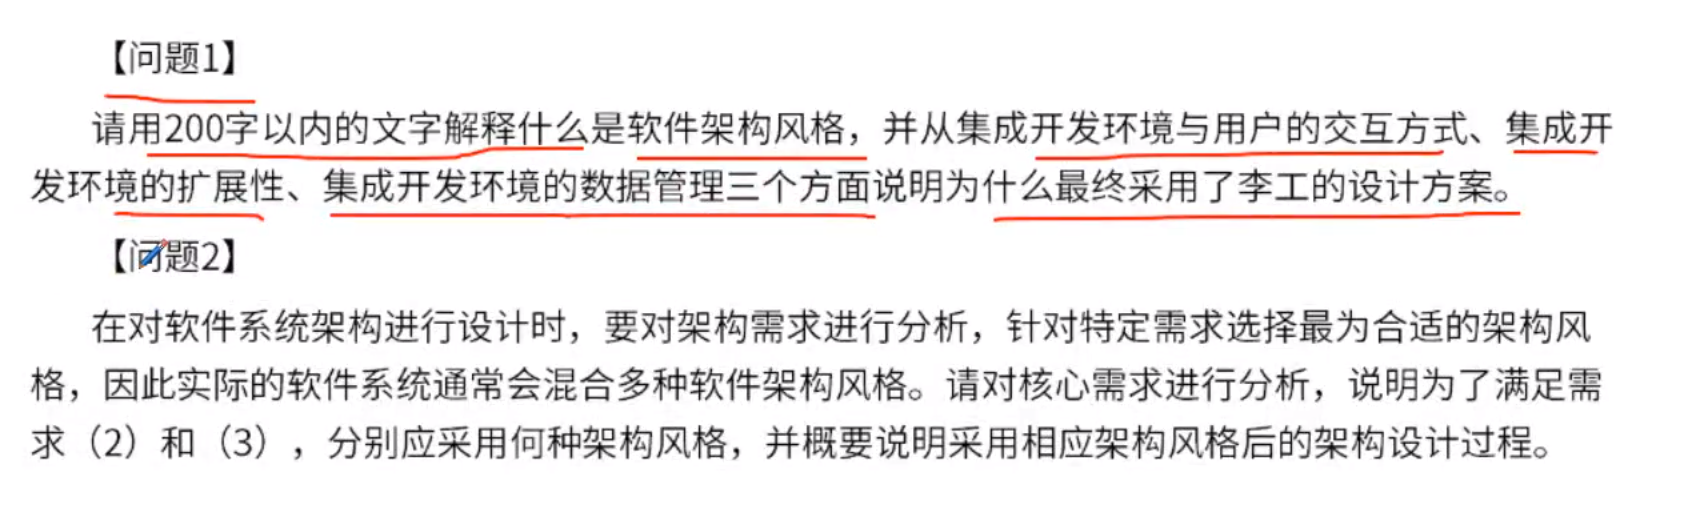 【问题1】
请用200字以内的文字解释什么是软件架构风格，并从集成开发环境与用户的交互方式、集成开
发环境的扩展性、集成开发环境的数据管理三个方面说明为什么最终采用了李工的设计方案。
【问题2】
在对软件系统架构进行设计时，要对架构需求进行分析，针对特定需求选择最为合适的架构风
格，因此实际的软件系统通常会混合多种软件架构风格。请对核心需求进行分析，说明为了满足需
求（2）和（3），分别应采用何种架构风格，并概要说明采用相应架构风格后的架构设计过程。